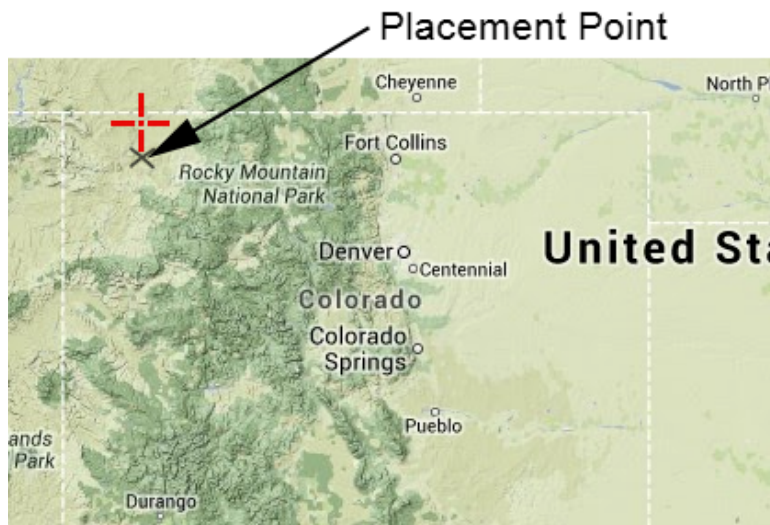 Placement Point
Cheyenne
North Pl
Fort Collins
Rocky Mountain
National Park
Denver
United Sta
Centennial
Colorado
Colorado
Springs
Pueblo
ands
Park
Durango